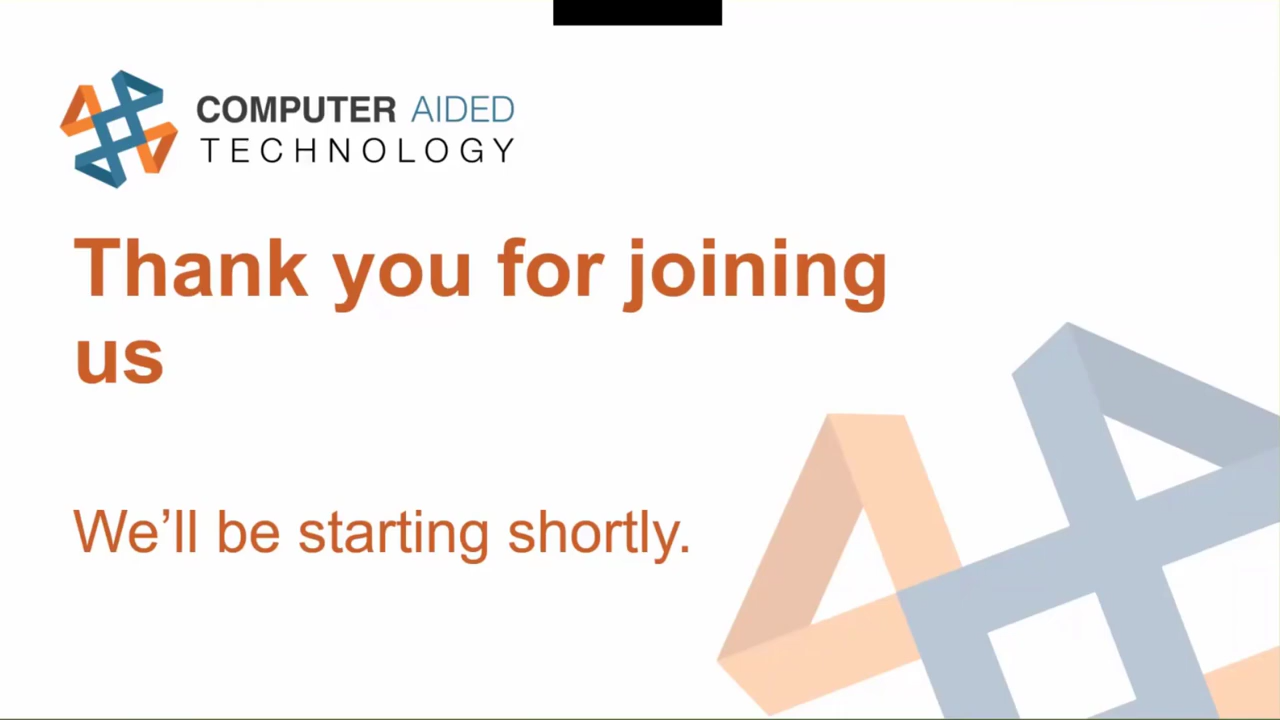 COMPUTER AIDED
TECHNOLOGY
Thank you for joining
us
We’ll be starting shortly.